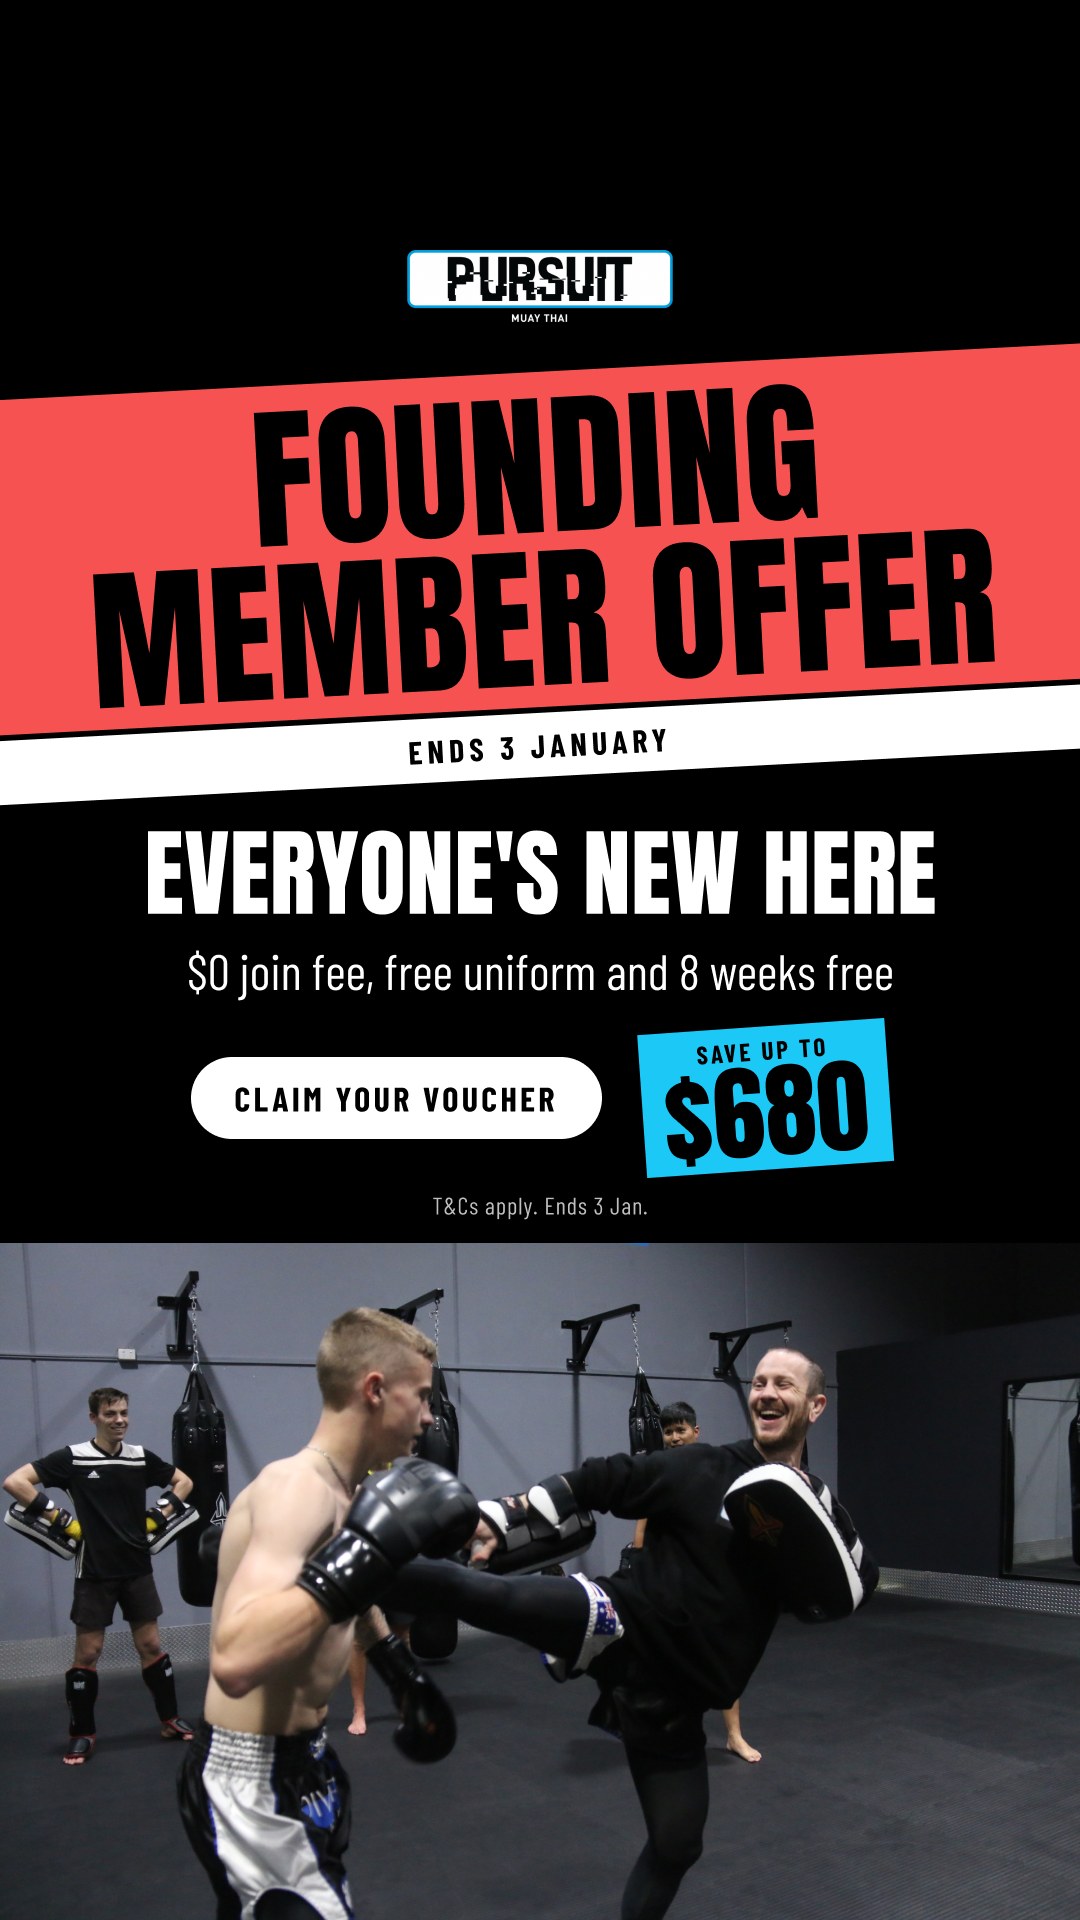 PURSUIT
MUAY THAI
FOUNDING
MEMBER OFFER
ENDS 3 JANUARY
EVERYONE'S NEW HERE
$0 join fee, free uniform and 8 weeks free
CLAIM YOUR VOUCHER
SAVE UP TO
$680
T&Cs apply. Ends 3 Jan.